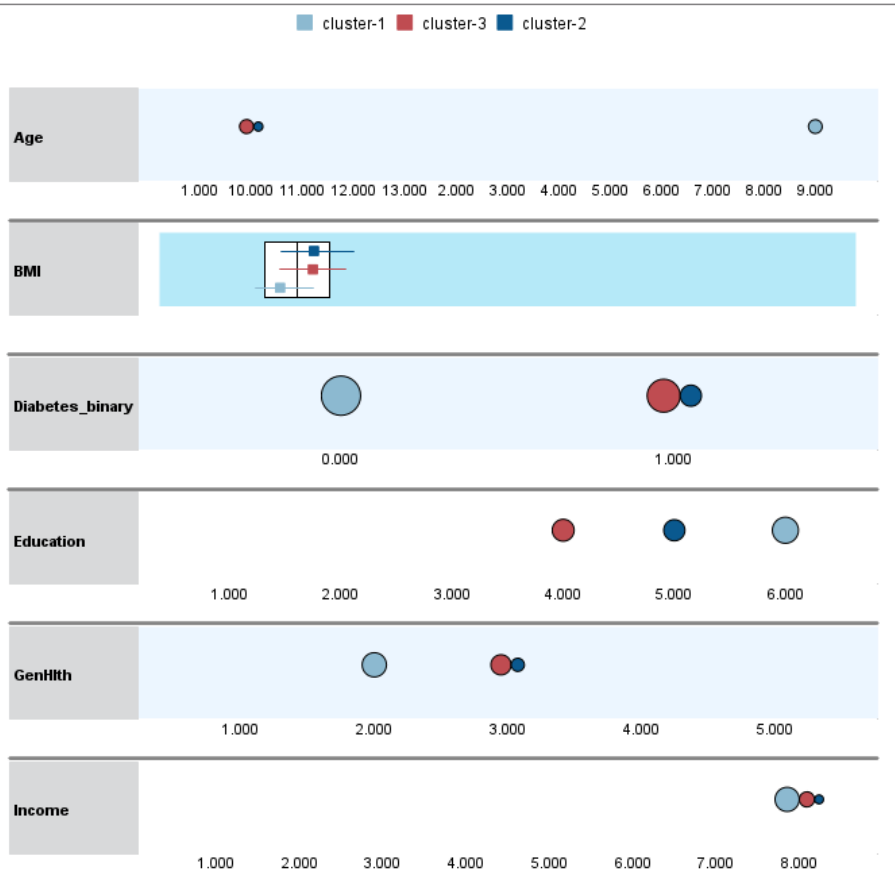 cluster-1 cluster-3 cluster-2
Age
1.000 10.000 11.000 12.000 13.000 2.000 3.000 4.000 5.000 6.000 7.000 8.000 9.000
BMI
Diabetes_binary
0.000 1.000
Education
1.000 2.000 3.000 4.000 5.000 6.000
GenHlth
1.000 2.000 3.000 4.000 5.000
Income
1.000 2.000 3.000 4.000 5.000 6.000 7.000 8.000